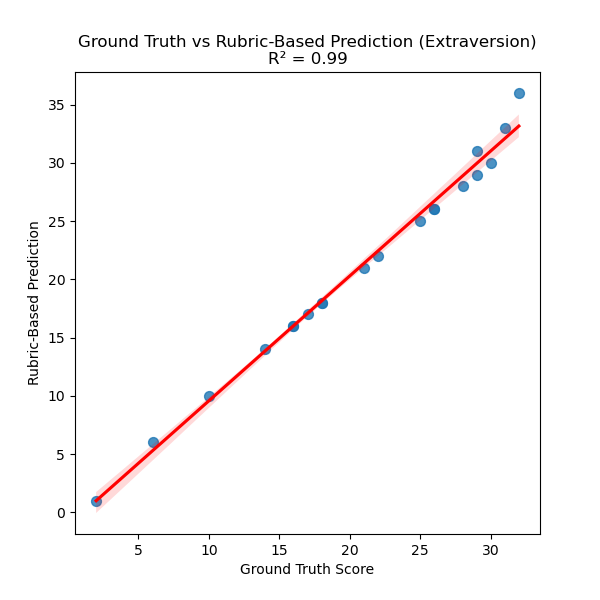 Ground Truth vs Rubric-Based Prediction (Extraversion)
R² = 0.99
35
30
25
20
15
10
5
0
Rubric-Based Prediction
5 10 15 20 25 30
Ground Truth Score